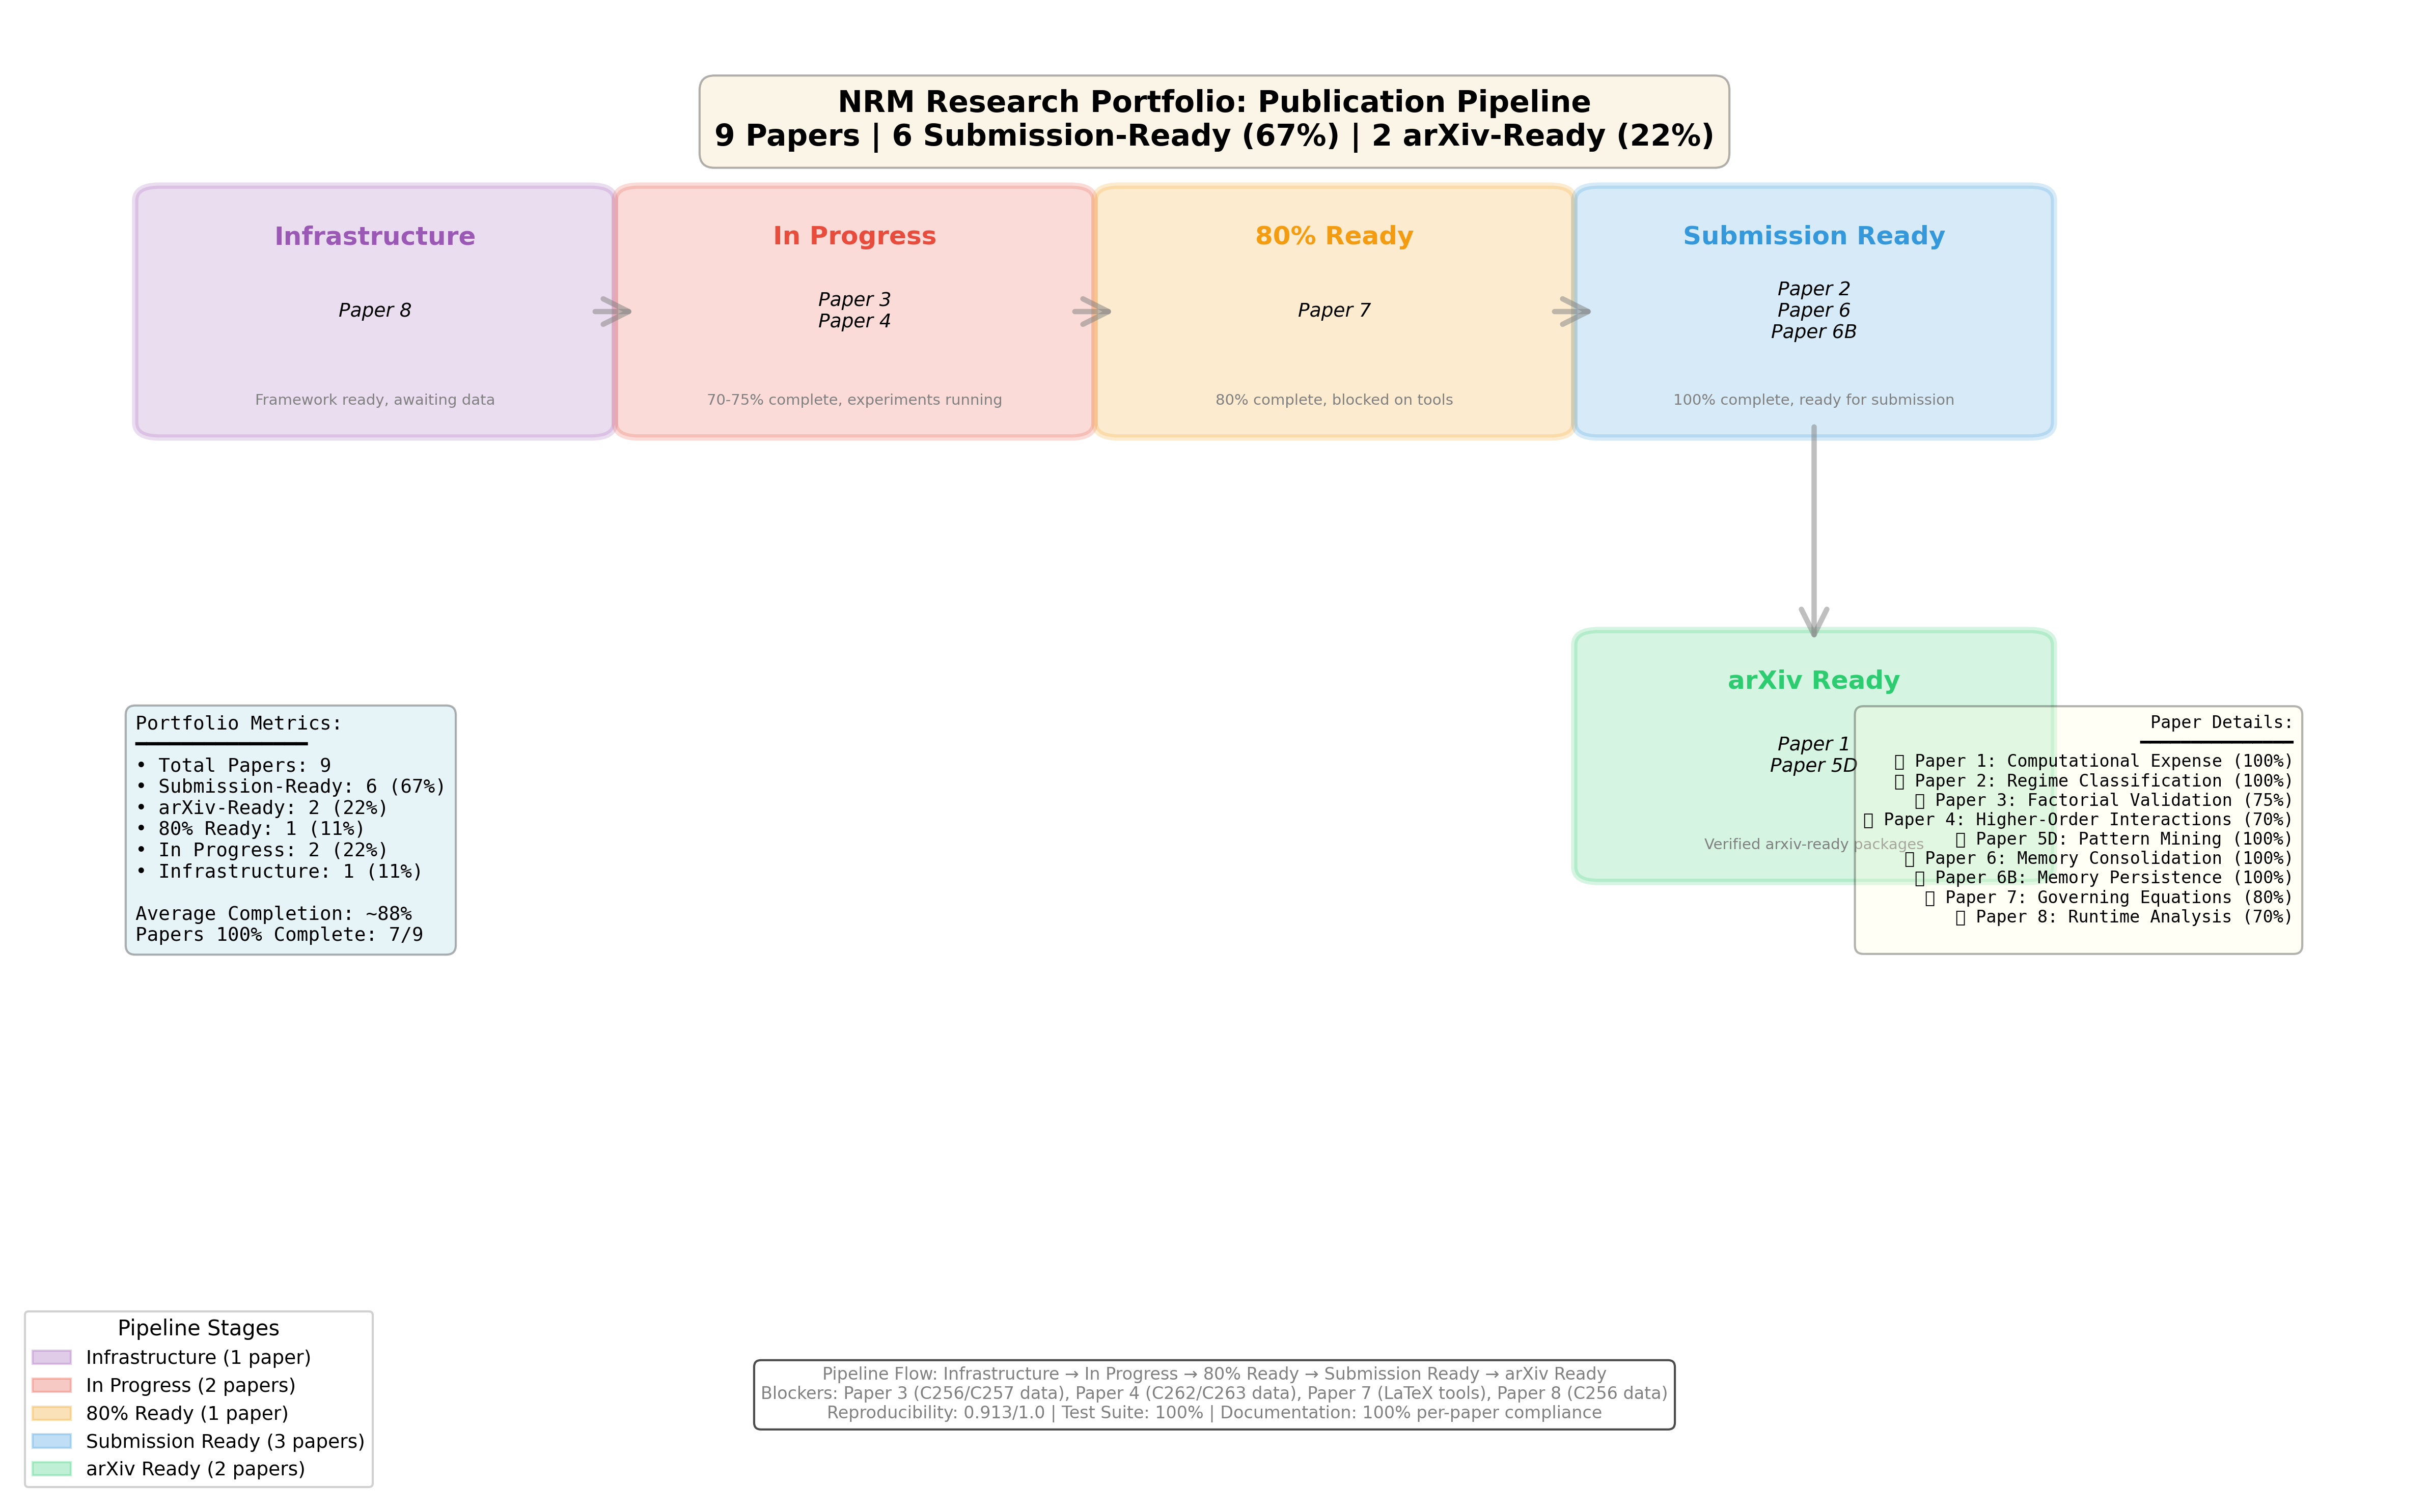 NRM Research Portfolio: Publication Pipeline
9 Papers | 6 Submission-Ready (67%) | 2 arXiv-Ready (22%)
Infrastructure
Paper 8
Framework ready, awaiting data
In Progress
Paper 3
Paper 4
70-75% complete, experiments running
80% Ready
Paper 7
80% complete, blocked on tools
Submission Ready
Paper 2
Paper 6
Paper 6B
100% complete, ready for submission
arXiv Ready
Paper 1
Paper 5D
Verified arxiv-ready packages
Portfolio Metrics:
• Total Papers: 9
• Submission-Ready: 6 (67%)
• arXiv-Ready: 2 (22%)
• 80% Ready: 1 (11%)
• In Progress: 2 (22%)
• Infrastructure: 1 (11%)
Average Completion: ~88%
Papers 100% Complete: 7/9
Paper Details:
Paper 1: Computational Expense (100%)
Paper 2: Regime Classification (100%)
Paper 3: Factorial Validation (75%)
Paper 4: Higher-Order Interactions (70%)
Paper 5D: Pattern Mining (100%)
Paper 6: Memory Consolidation (100%)
Paper 6B: Memory Persistence (100%)
Paper 7: Governing Equations (80%)
Paper 8: Runtime Analysis (70%)
Pipeline Stages
Infrastructure (1 paper)
In Progress (2 papers)
80% Ready (1 paper)
Submission Ready (3 papers)
arXiv Ready (2 papers)
Pipeline Flow: Infrastructure → In Progress → 80% Ready → Submission Ready → arXiv Ready
Blockers: Paper 3 (C256/C257 data), Paper 4 (C262/C263 data), Paper 7 (LaTeX tools), Paper 8 (C256 data)
Reproducibility: 0.913/1.0 | Test Suite: 100% | Documentation: 100% per-paper compliance